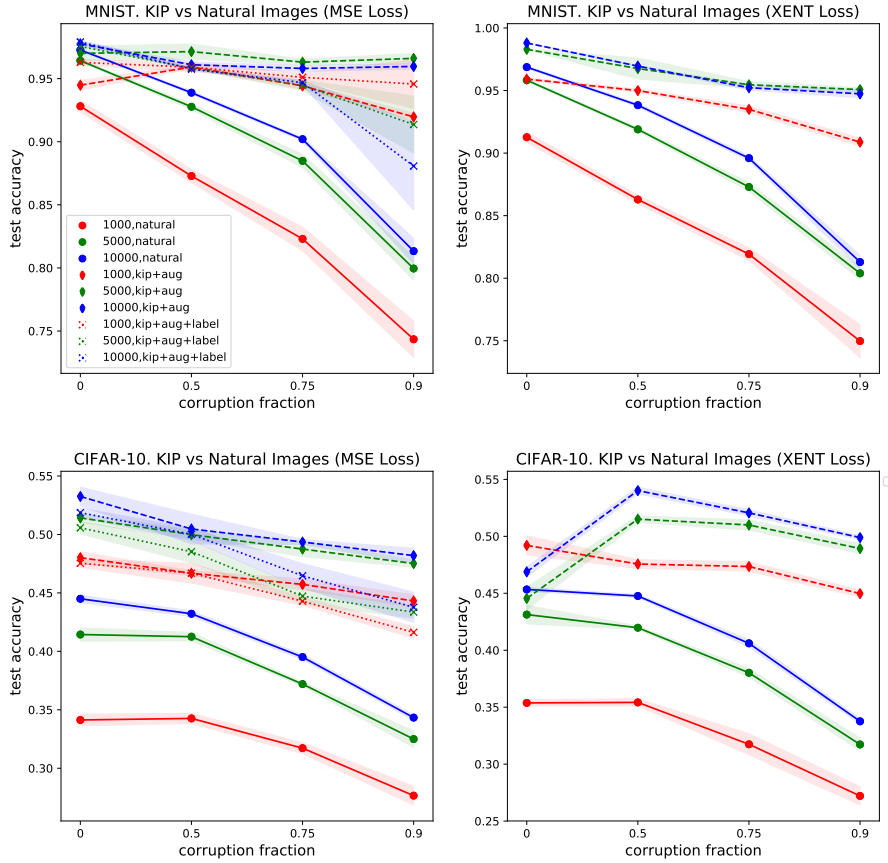 MNIST. KIP vs Natural Images (MSE Loss)
test accuracy
0.95
0.90
0.85
0.80
0.75
1000,natural
5000,natural
10000,natural
1000,kip+aug
5000,kip+aug
10000,kip+aug
1000,kip+aug+label
5000,kip+aug+label
10000,kip+aug+label
0 0.5 0.75 0.9
corruption fraction
MNIST. KIP vs Natural Images (XENT Loss)
test accuracy
1.00
0.95
0.90
0.85
0.80
0.75
0 0.5 0.75 0.9
corruption fraction
CIFAR-10. KIP vs Natural Images (MSE Loss)
test accuracy
0.55
0.50
0.45
0.40
0.35
0.30
0 0.5 0.75 0.9
corruption fraction
CIFAR-10. KIP vs Natural Images (XENT Loss)
test accuracy
0.55
0.50
0.45
0.40
0.35
0.30
0.25
0 0.5 0.75 0.9
corruption fraction